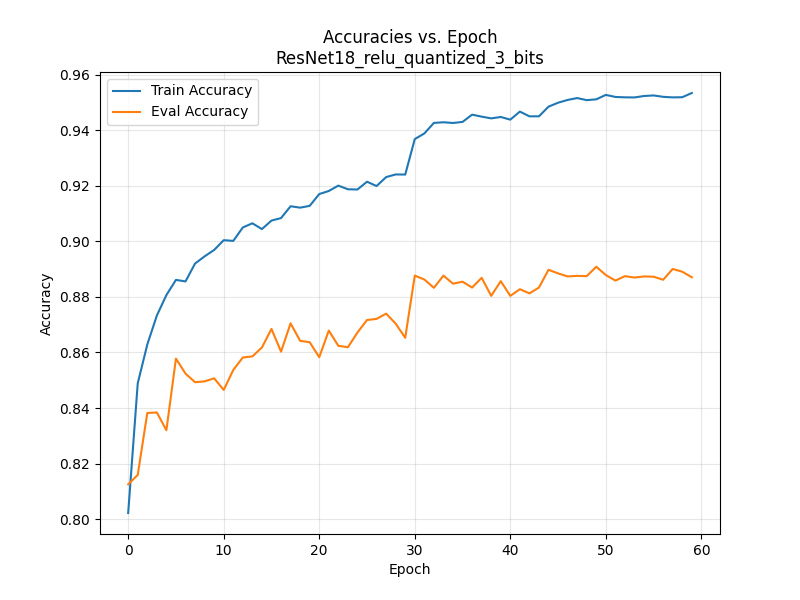 Accuracies vs. Epoch
ResNet18_relu_quantized_3_bits
Train Accuracy
Eval Accuracy
Accuracy
0.96
0.94
0.92
0.90
0.88
0.86
0.84
0.82
0.80
0 10 20 30 40 50 60
Epoch